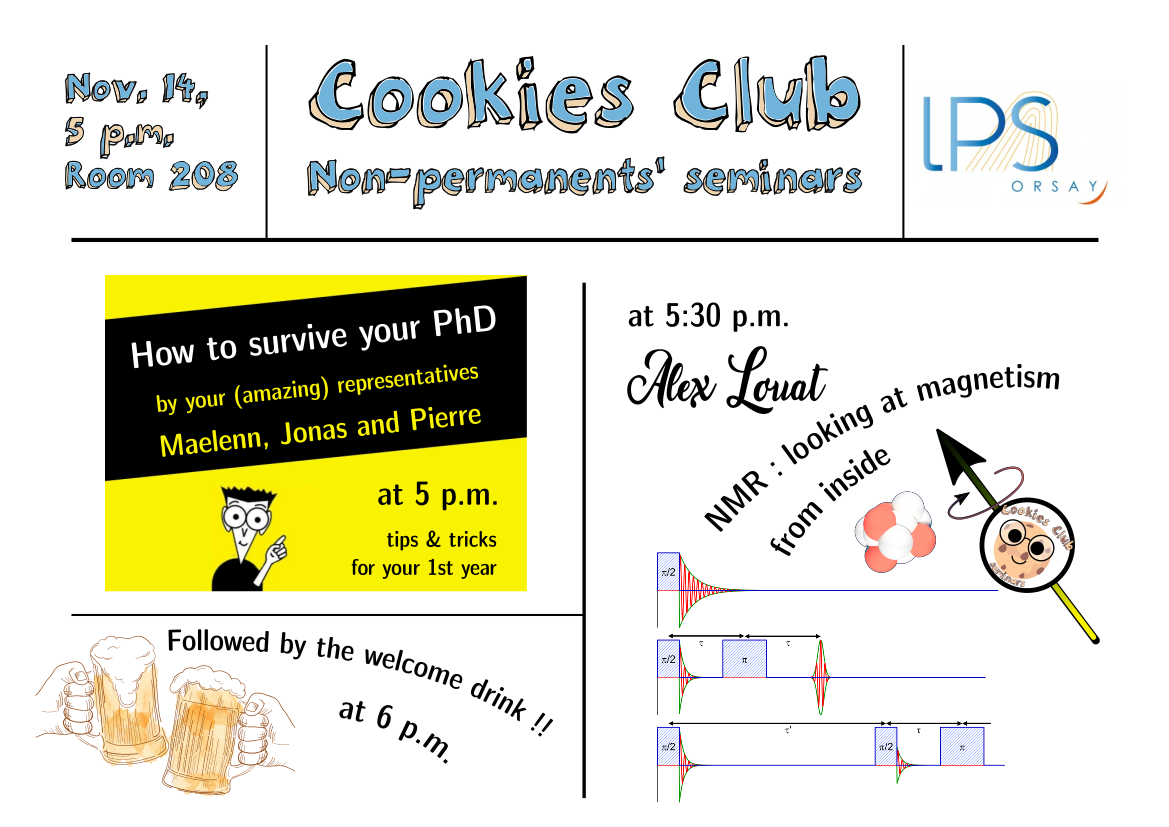 Nov. 14,
5 p.m.
Room 208
Cookies Club
Non-permanents' seminars
LPS
ORSAY
How to survive your PhD
by your (amazing) representatives
Maelenn, Jonas and Pierre
at 5 p.m.
tips & tricks
for your 1st year
Followed by the welcome drink !!
at 6 p.m.
at 5:30 p.m.
Alex Louat
NMR : looking at magnetism
from inside
Cookies Club
π/2
τ τ
π/2 π
τ' τ
π/2 π/2 π